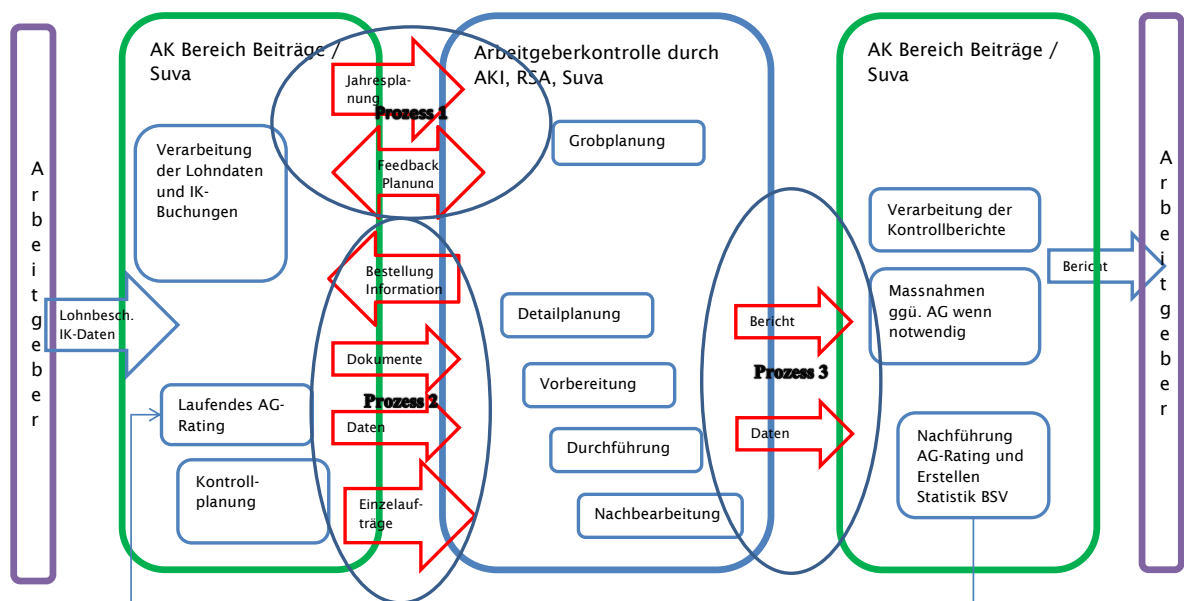 Arbeitgeber
AK Bereich Beiträge /
Suva
Verarbeitung
der Lohndaten
und IK-
Buchungen
Lohnbesch.
IK-Daten
Laufendes AG-
Rating
Kontroll-
planung
Jahrespla-
nung
Prozess 1
Feedback
Planung
Bestellung
Information
Dokumente
Prozess 2
Daten
Einzelauf-
träge
Arbeitgeberkontrolle durch
AKI, RSA, Suva
Grobplanung
Detailplanung
Vorbereitung
Durchführung
Nachbearbeitung
Bericht
Prozess 3
Daten
AK Bereich Beiträge /
Suva
Verarbeitung der
Kontrollberichte
Massnahmen
ggü. AG wenn
notwendig
Nachführung
AG-Rating und
Erstellen
Statistik BSV
Bericht
Arbeitgeber